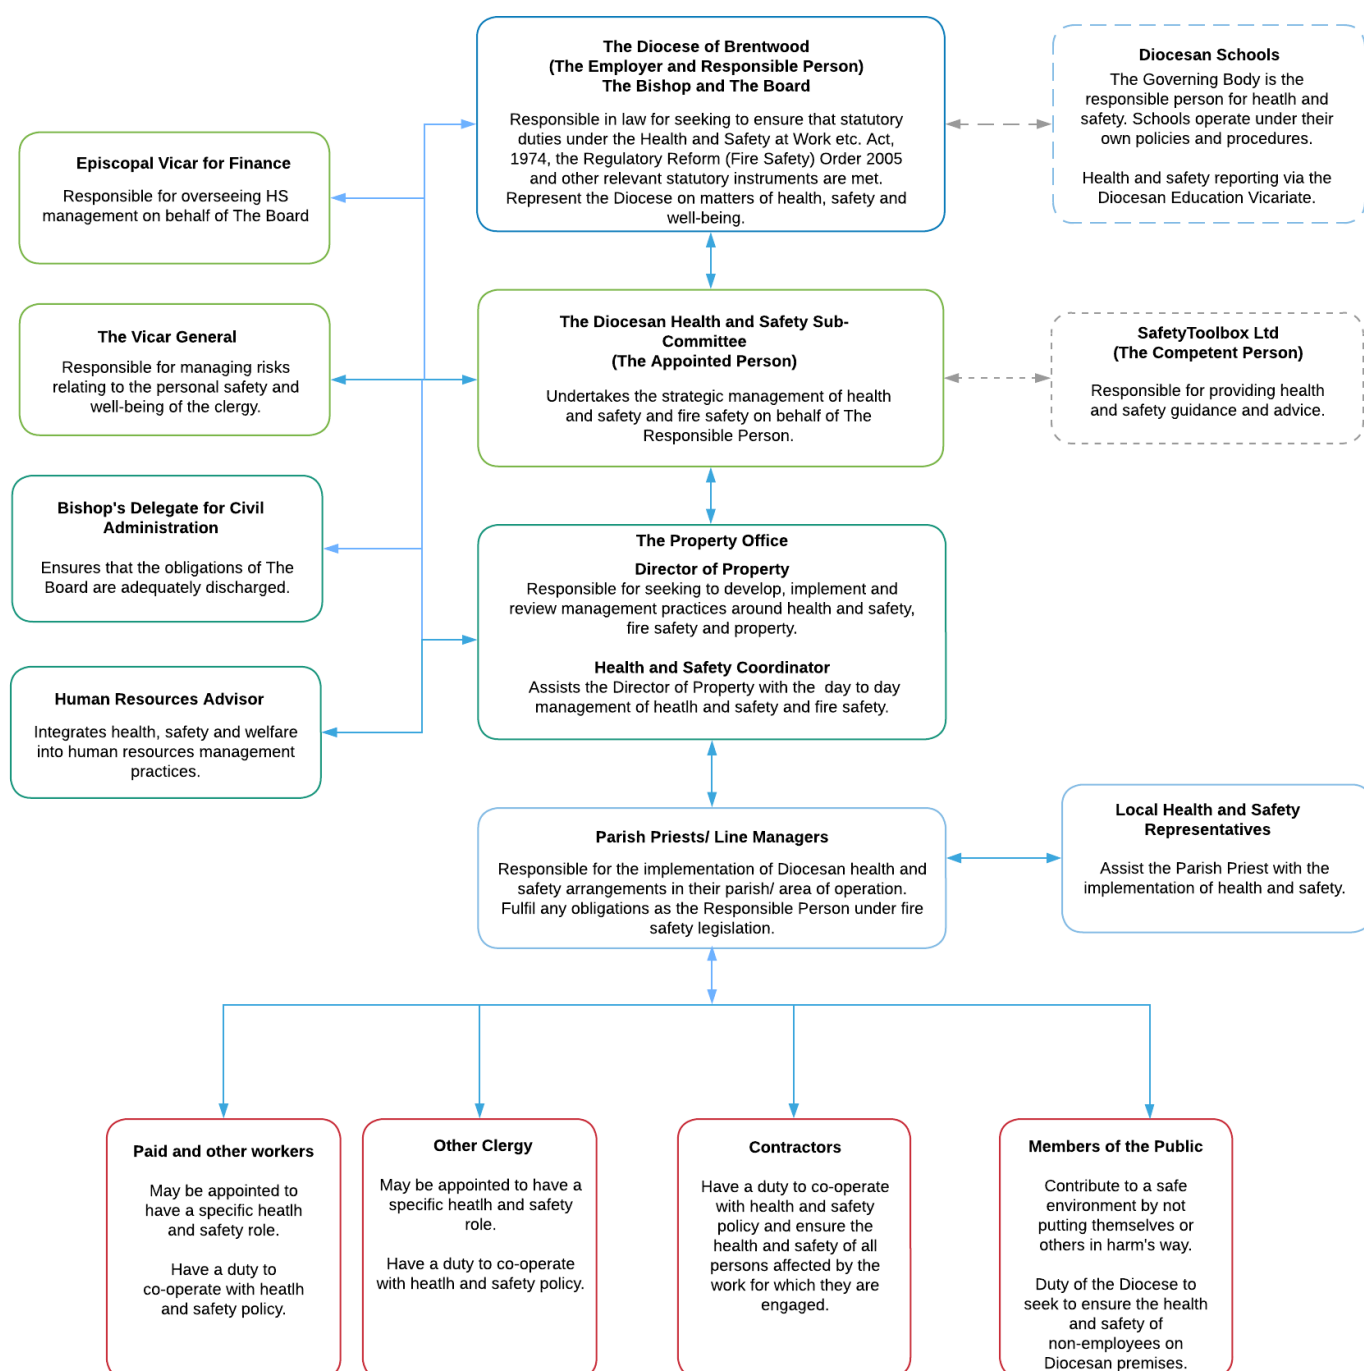 The Diocese of Brentwood
(The Employer and Responsible Person)
The Bishop and The Board
Responsible in law for seeking to ensure that statutory
duties under the Health and Safety at Work etc. Act,
1974, the Regulatory Reform (Fire Safety) Order 2005
and other relevant statutory instruments are met.
Represent the Diocese on matters of health, safety and
well-being.
Diocesan Schools
The Governing Body is the
responsible person for heatlh and
safety. Schools operate under their
own policies and procedures.
Health and safety reporting via the
Diocesan Education Vicariate.
Episcopal Vicar for Finance
Responsible for overseeing HS
management on behalf of The Board
The Vicar General
Responsible for managing risks
relating to the personal safety and
well-being of the clergy.
The Diocesan Health and Safety Sub-
Committee
(The Appointed Person)
Undertakes the strategic management of health
and safety and fire safety on behalf of The
Responsible Person.
SafetyToolbox Ltd
(The Competent Person)
Responsible for providing health
and safety guidance and advice.
Bishop's Delegate for Civil
Administration
Ensures that the obligations of The
Board are adequately discharged.
The Property Office
Director of Property
Responsible for seeking to develop, implement and
review management practices around health and safety,
fire safety and property.
Health and Safety Coordinator
Assists the Director of Property with the day to day
management of heatlh and safety and fire safety.
Human Resources Advisor
Integrates health, safety and welfare
into human resources management
practices.
Parish Priests/ Line Managers
Responsible for the implementation of Diocesan health and
safety arrangements in their parish/ area of operation.
Fulfil any obligations as the Responsible Person under fire
safety legislation.
Local Health and Safety
Representatives
Assist the Parish Priest with the
implementation of health and safety.
Paid and other workers
May be appointed to
have a specific heatlh
and safety role.
Have a duty to
co-operate with heatlh
and safety policy.
Other Clergy
May be appointed to have a
specific heatlh and safety
role.
Have a duty to co-operate
with heatlh and safety policy.
Contractors
Have a duty to co-operate
with health and safety
policy and ensure the
health and safety of all
persons affected by the
work for which they are
engaged.
Members of the Public
Contribute to a safe
environment by not
putting themselves or
others in harm's way.
Duty of the Diocese to
seek to ensure the health
and safety of
non-employees on
Diocesan premises.